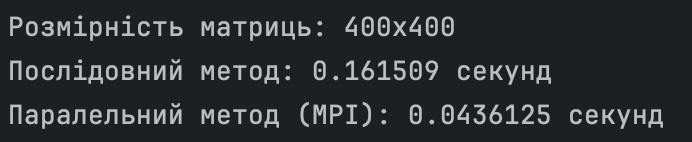 Розмірність матриць: 400x400
Послідовний метод: 0.161509 секунд
Паралельний метод (MPI): 0.0436125 секунд